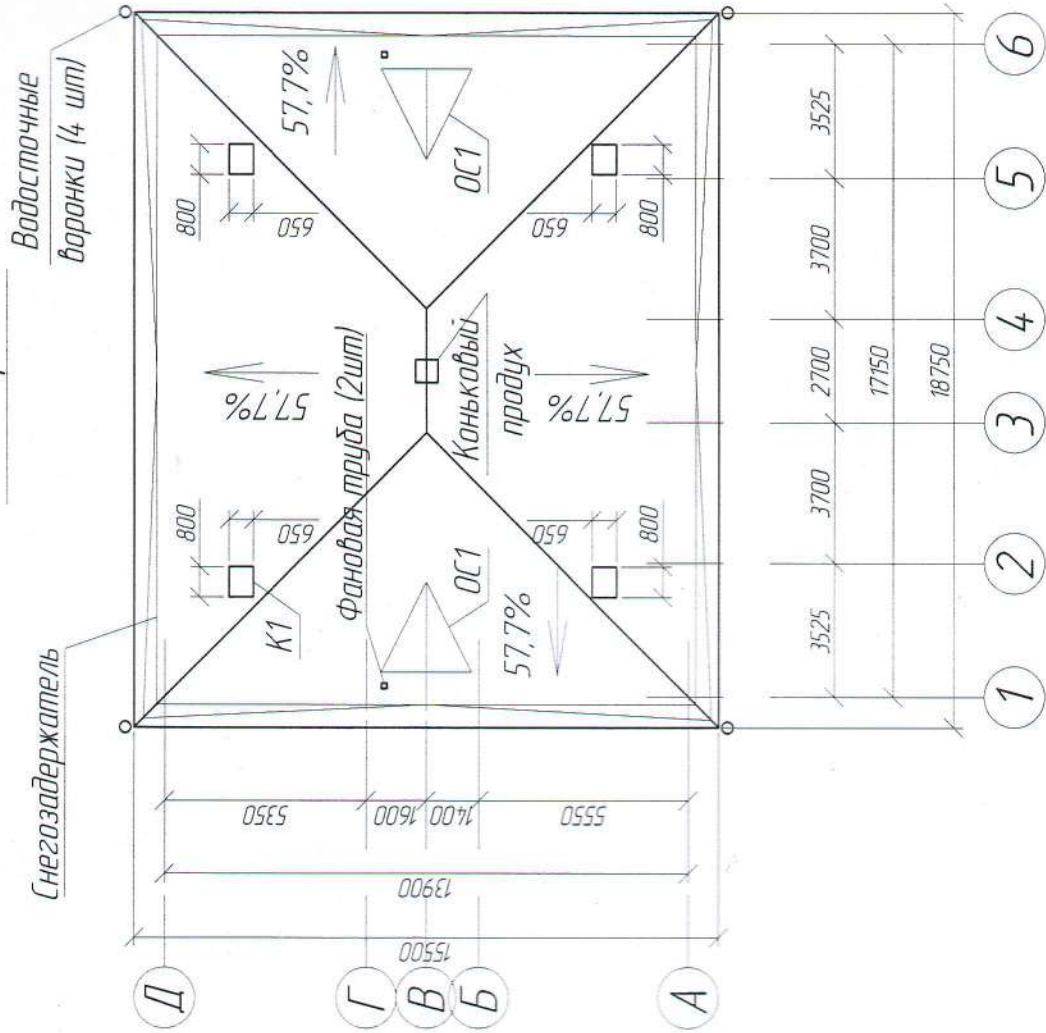 Водосточные
воронки (4 шт)
Снегозадержатель
800
650
800
650
57,7%
57,7%
ОС1
К1
Фановая труба (2шт)
Коньковый
продух
ОС1
57,7%
57,7%
650
800
650
800
5350
1600
1400
5550
13900
15500
Д
Г
В
Б
А
3525
3700
2700
3700
3525
17150
18750
1
2
3
4
5
6